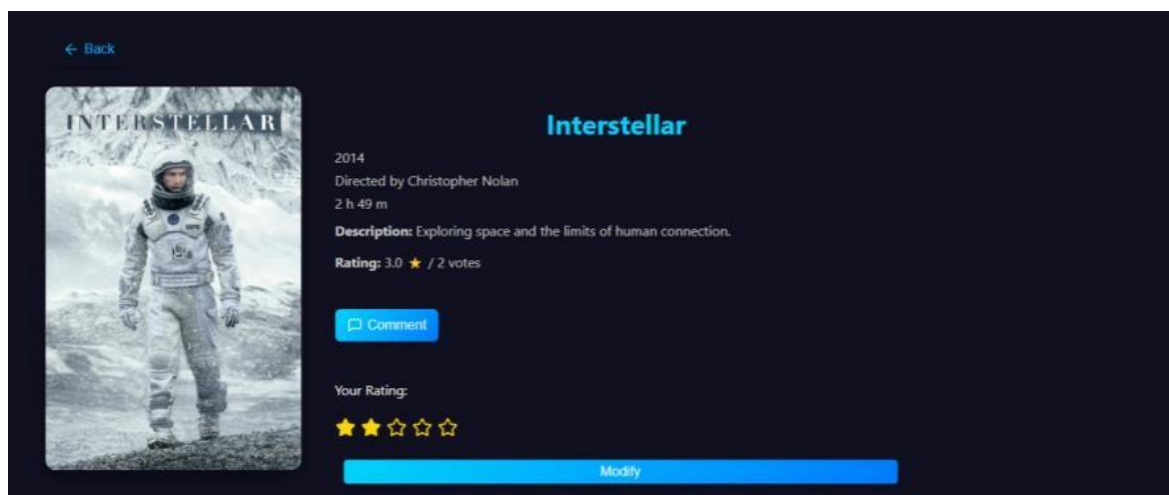 ← Back
INTERSTELLAR
Interstellar
2014
Directed by Christopher Nolan
2 h 49 m
Description: Exploring space and the limits of human connection.
Rating: 3.0 ★ / 2 votes
Comment
Your Rating:
Modify